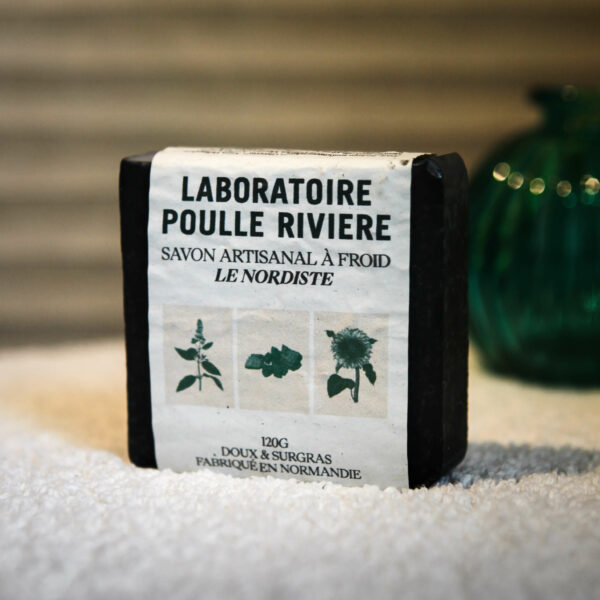 LABORATOIRE
POULLE RIVIERE
SAVON ARTISANAL À FROID
LE NORDISTE
120G
DOUX & SURGRAS
FABRIQUÉ EN NORMANDIE